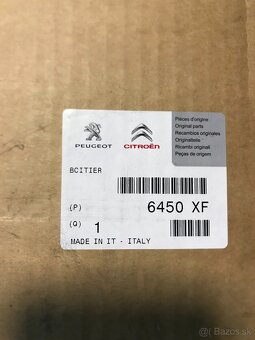 PEUGEOT
CITROËN
Pièces d'origine
Original parts
Recambios originales
Originalteile
Ricambi originali
Peças de origem
BCITIER
(P)
6450 XF
(Q)
1
MADE IN IT - ITALY
Bazos.sk